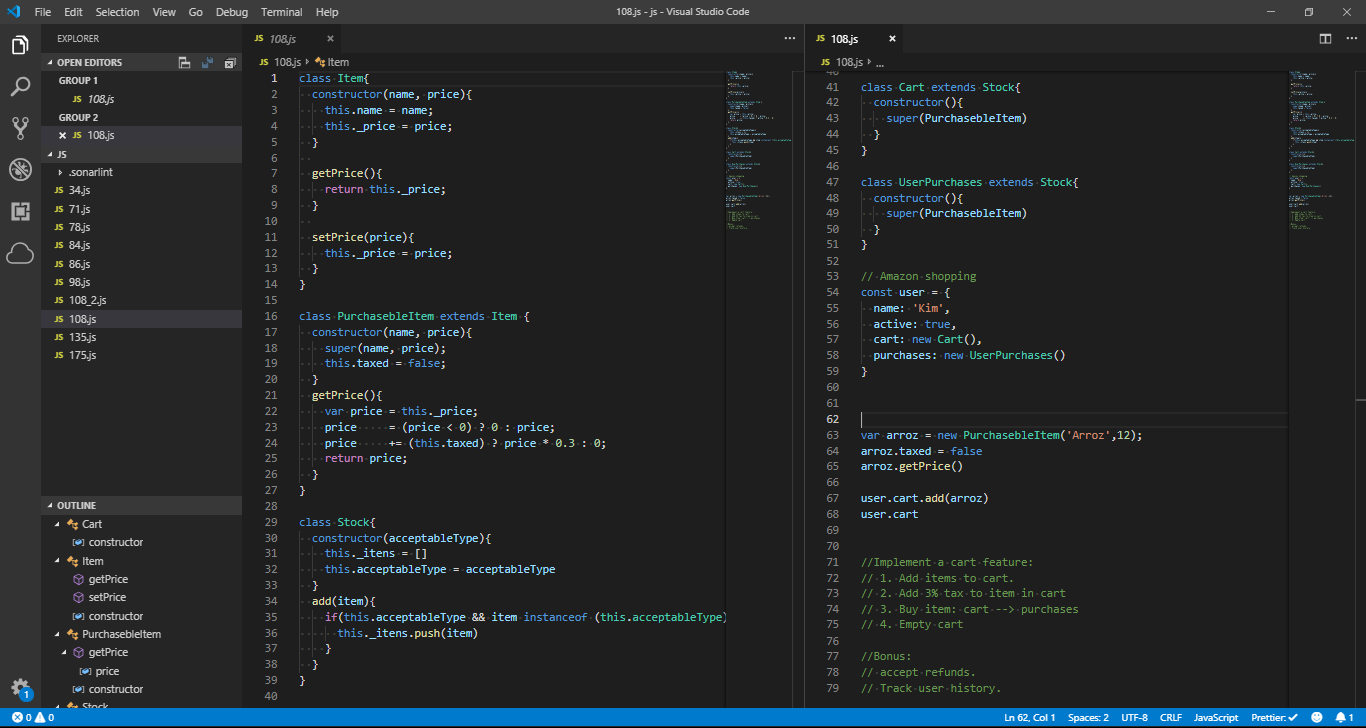 File Edit Selection View Go Debug Terminal Help
108.js - js - Visual Studio Code
EXPLORER
OPEN EDITORS
GROUP 1
JS 108.js
GROUP 2
JS 108.js
JS
.sonarlint
JS 34.js
JS 71.js
JS 78.js
JS 84.js
JS 86.js
JS 98.js
JS 108_2.js
JS 108.js
JS 135.js
JS 175.js
OUTLINE
Cart
constructor
Item
getPrice
setPrice
constructor
PurchasebleItem
getPrice
price
constructor
Stock
1
JS 108.js
JS 108.js › Item
1 class Item{
2 constructor(name, price){
3 this.name = name;
4 this._price = price;
5 }
6
7 getPrice(){
8 return this._price;
9 }
10
11 setPrice(price){
12 this._price = price;
13 }
14 }
15
16 class PurchasebleItem extends Item {
17 constructor(name, price){
18 super(name, price);
19 this.taxed = false;
20 }
21 getPrice(){
22 var price = this._price;
23 price = (price < 0) ? 0 : price;
24 price += (this.taxed) ? price * 0.3 : 0;
25 return price;
26 }
27 }
28
29 class Stock{
30 constructor(acceptableType){
31 this._itens = []
32 this.acceptableType = acceptableType
33 }
34 add(item){
35 if(this.acceptableType && item instanceof (this.acceptableType)
36 this._itens.push(item)
37 }
38 }
39 }
40
JS 108.js
JS 108.js › ...
40
41 class Cart extends Stock{
42 constructor(){
43 super(PurchasebleItem)
44 }
45 }
46
47 class UserPurchases extends Stock{
48 constructor(){
49 super(PurchasebleItem)
50 }
51 }
52
53 // Amazon shopping
54 const user = {
55 name: 'Kim',
56 active: true,
57 cart: new Cart(),
58 purchases: new UserPurchases()
59 }
60
61
62
63 var arroz = new PurchasebleItem('Arroz',12);
64 arroz.taxed = false
65 arroz.getPrice()
66
67 user.cart.add(arroz)
68 user.cart
69
70
71 //Implement a cart feature:
72 // 1. Add items to cart.
73 // 2. Add 3% tax to item in cart
74 // 3. Buy item: cart --> purchases
75 // 4. Empty cart
76
77 //Bonus:
78 // accept refunds.
79 // Track user history.
0 0
Ln 62, Col 1 Spaces: 2 UTF-8 CRLF JavaScript Prettier: ✓ 1